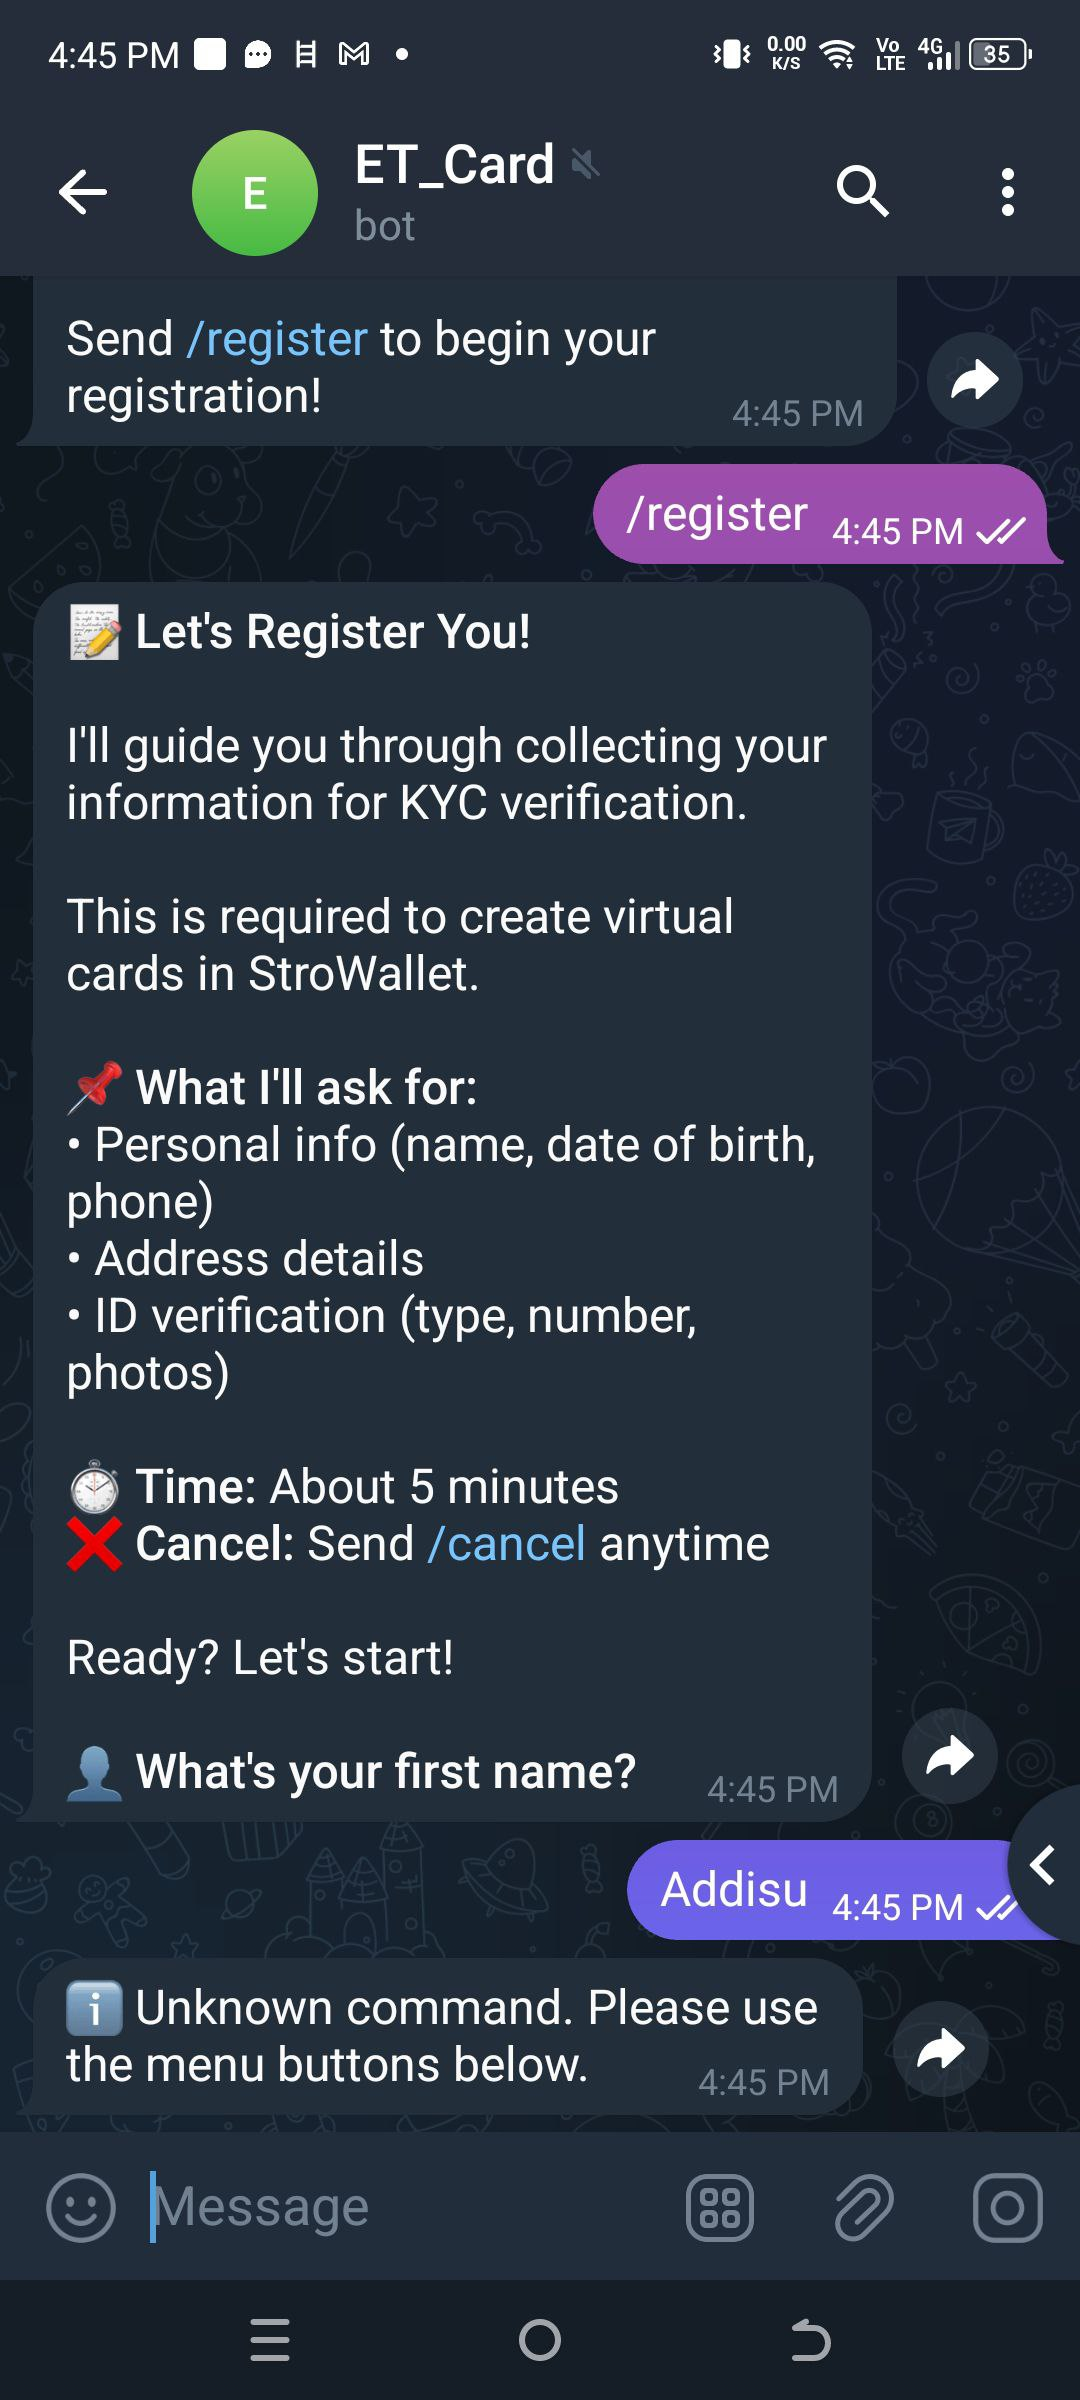 4:45 PM
0.00 K/S
Vo LTE
4G
35
E
ET_Card
bot
Send /register to begin your
registration!
4:45 PM
/register 4:45 PM
Let's Register You!
I'll guide you through collecting your
information for KYC verification.
This is required to create virtual
cards in StroWallet.
What I'll ask for:
• Personal info (name, date of birth,
phone)
• Address details
• ID verification (type, number,
photos)
Time: About 5 minutes
Cancel: Send /cancel anytime
Ready? Let's start!
What's your first name?
4:45 PM
Addisu 4:45 PM
Unknown command. Please use
the menu buttons below.
4:45 PM
Message